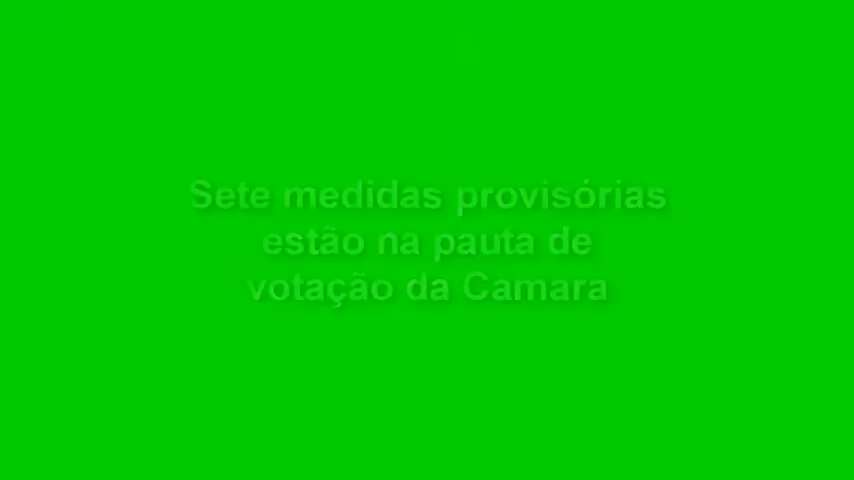 Sete medidas provisórias
estão na pauta de
votação da Camara